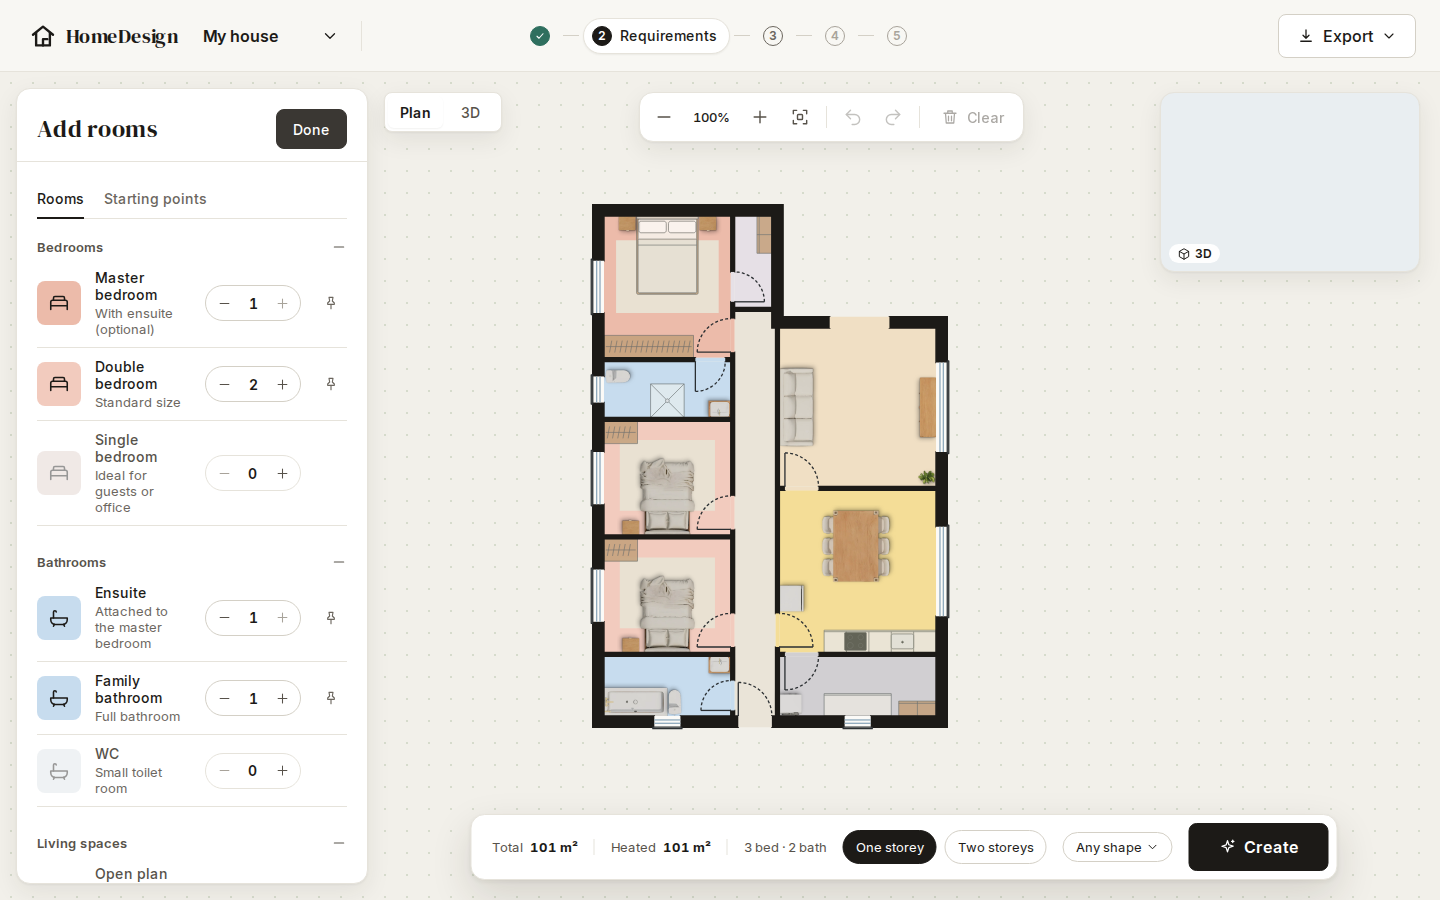 HomeDesign
My house
2 Requirements
3
4
5
Export
Add rooms
Done
Plan
3D
100%
Clear
3D
Rooms
Starting points
Bedrooms
Master
bedroom
With ensuite
(optional)
1
Double
bedroom
Standard size
2
Single
bedroom
Ideal for
guests or
office
0
Bathrooms
Ensuite
Attached to
the master
bedroom
1
Family
bathroom
Full bathroom
1
WC
Small toilet
room
0
Living spaces
Open plan
Total 101 m²
Heated 101 m²
3 bed · 2 bath
One storey
Two storeys
Any shape
Create